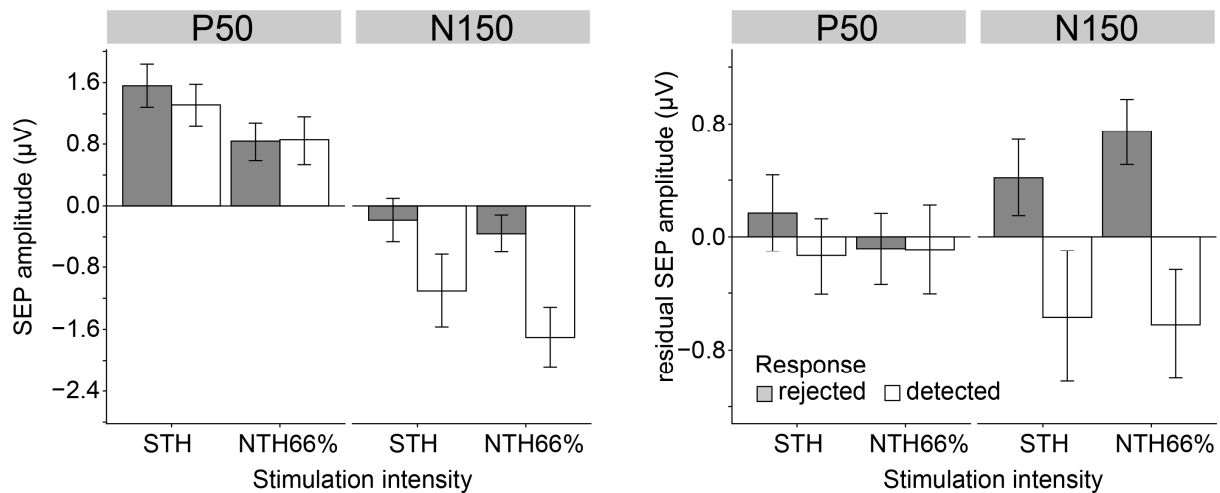 P50 N150
SEP amplitude (µV)
1.6
0.8
0.0
−0.8
−1.6
−2.4
STH NTH66% STH NTH66%
Stimulation intensity
P50 N150
residual SEP amplitude (µV)
0.8
0.0
−0.8
Response
rejected detected
STH NTH66% STH NTH66%
Stimulation intensity